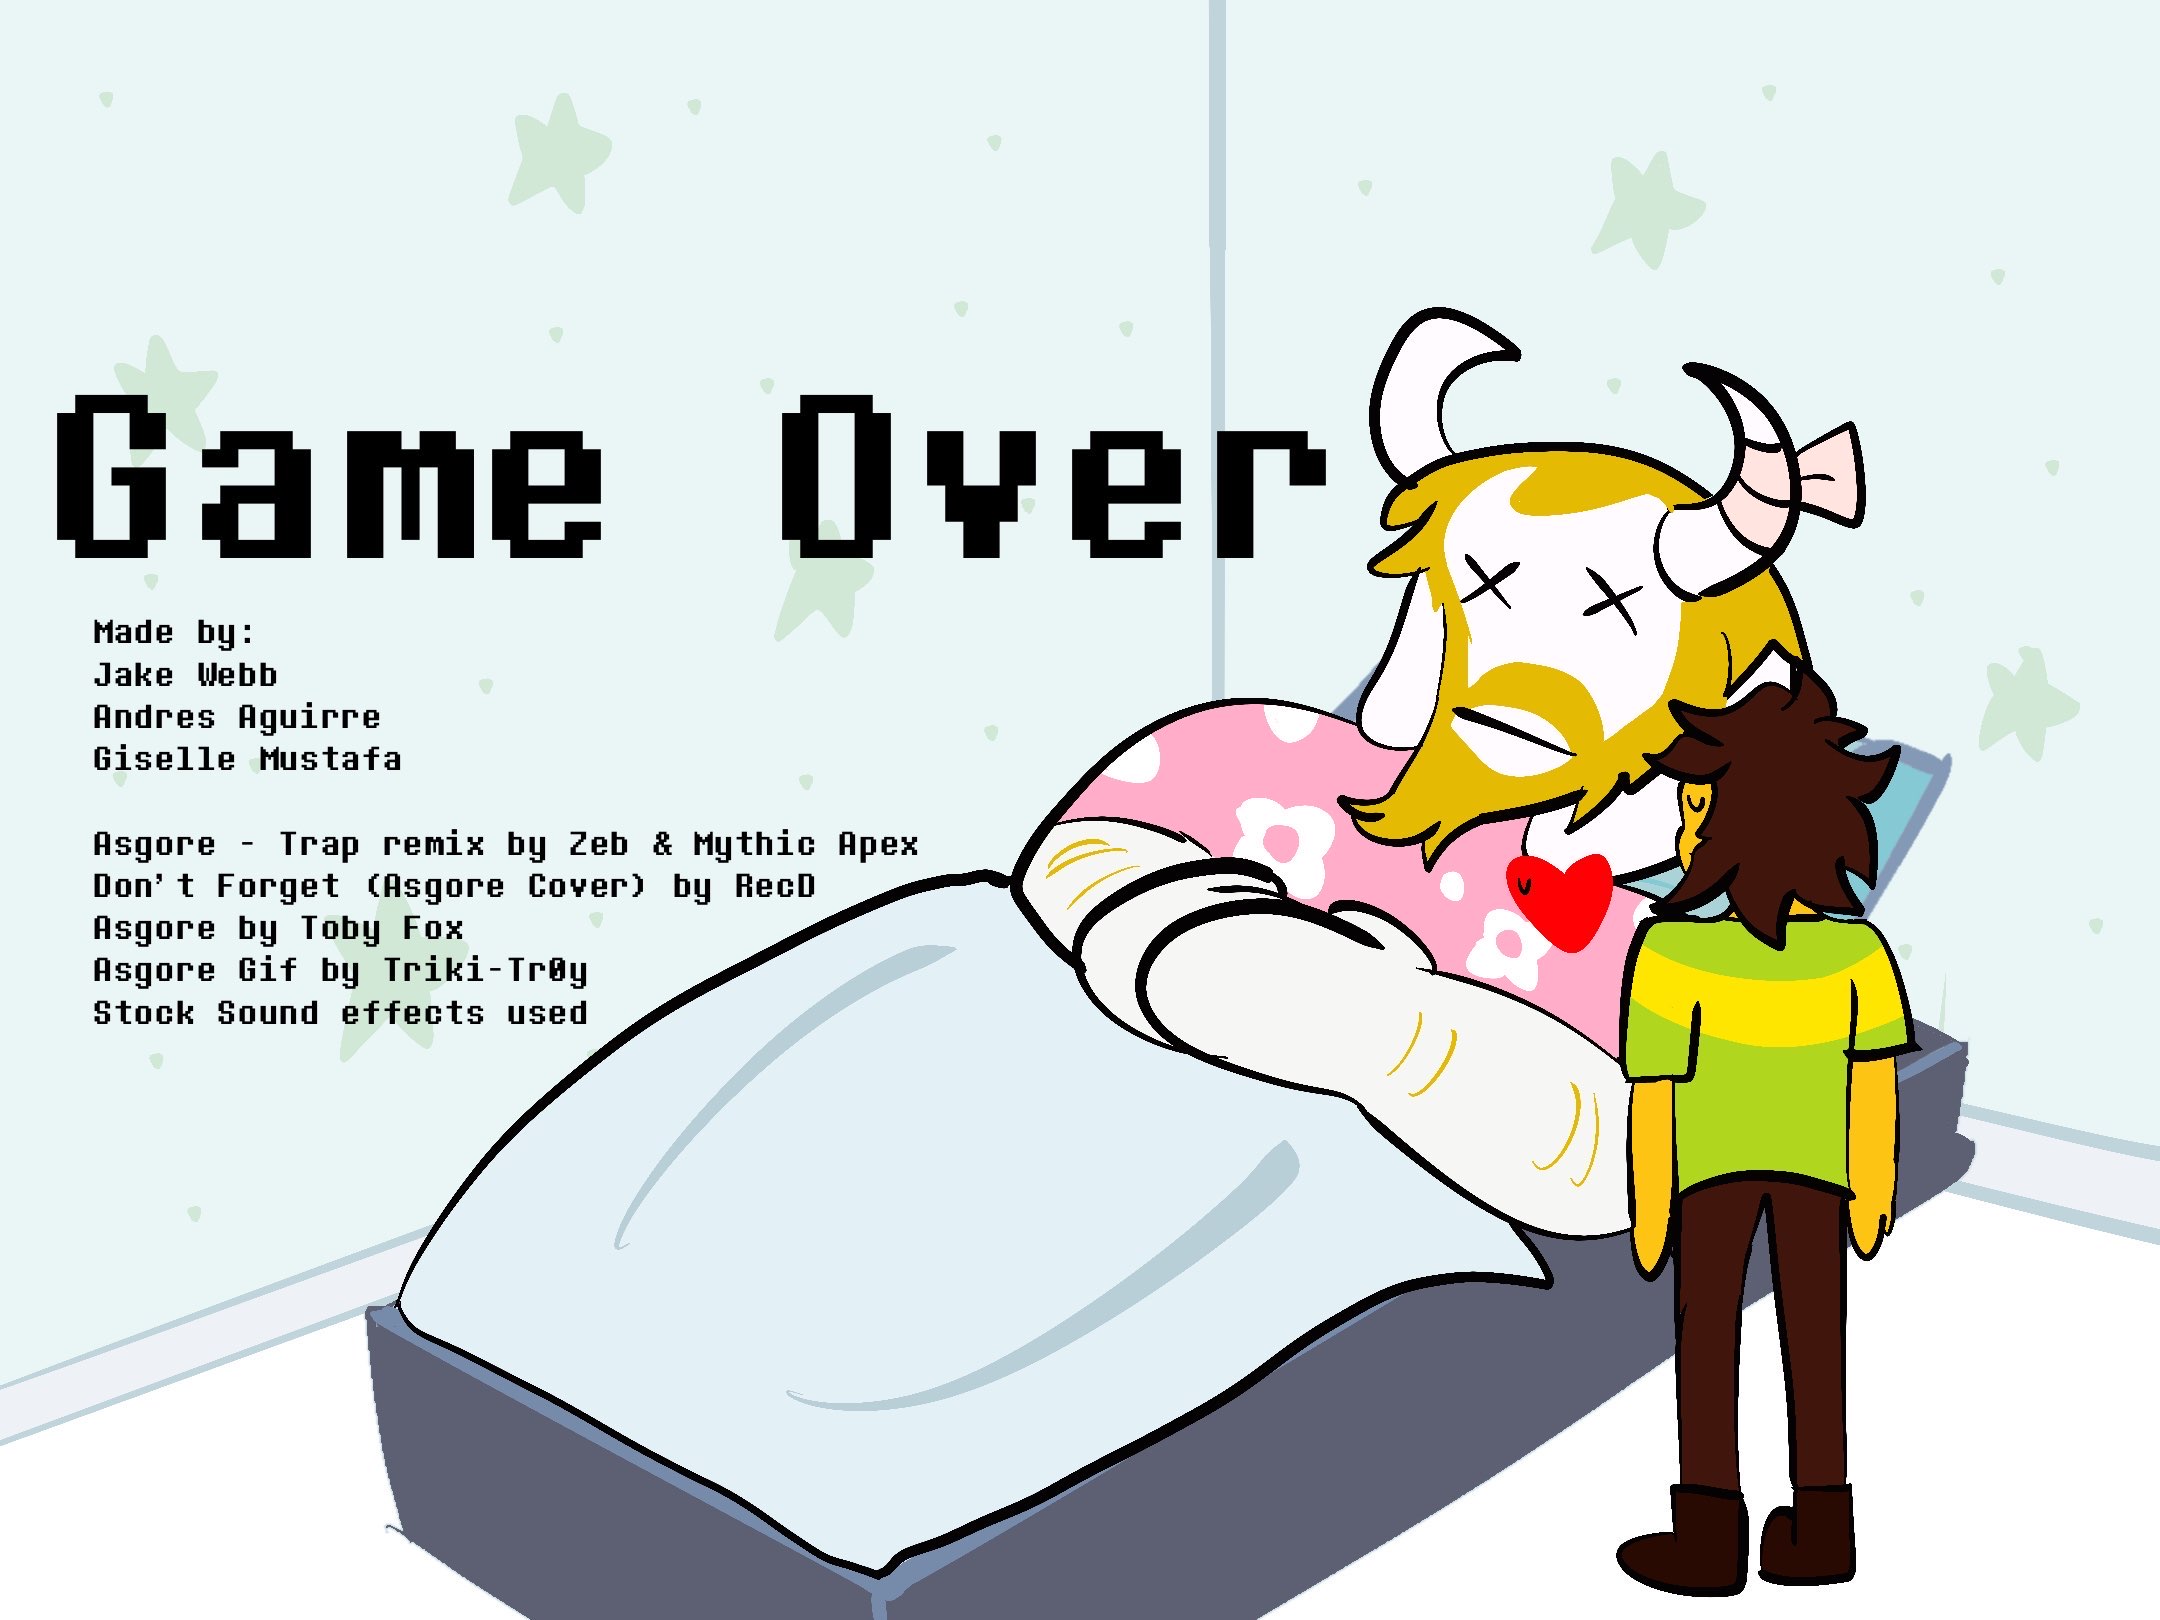 Game Over
Made by:
Jake Webb
Andres Aguirre
Giselle Mustafa
Asgore - Trap remix by Zeb & Mythic Apex
Don't Forget (Asgore Cover) by RecD
Asgore by Toby Fox
Asgore Gif by Triki-Tr0y
Stock Sound effects used